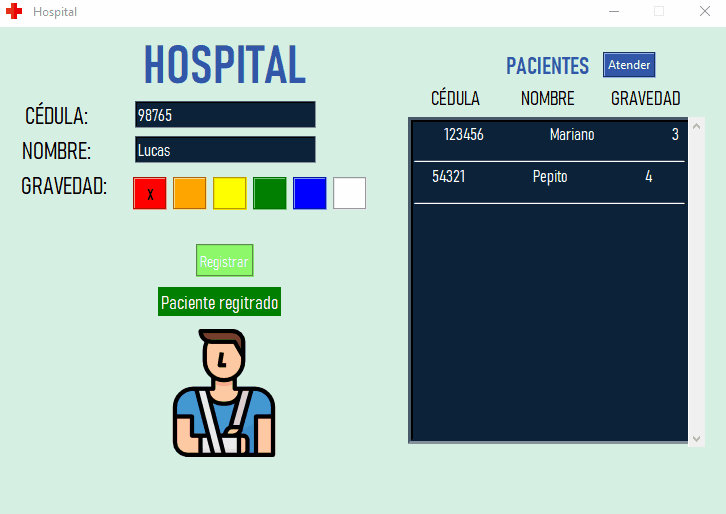 Hospital
HOSPITAL
CÉDULA: 98765
NOMBRE: Lucas
GRAVEDAD: X
Registrar
Paciente regitrado
PACIENTES Atender
CÉDULA NOMBRE GRAVEDAD
123456 Mariano 3
54321 Pepito 4